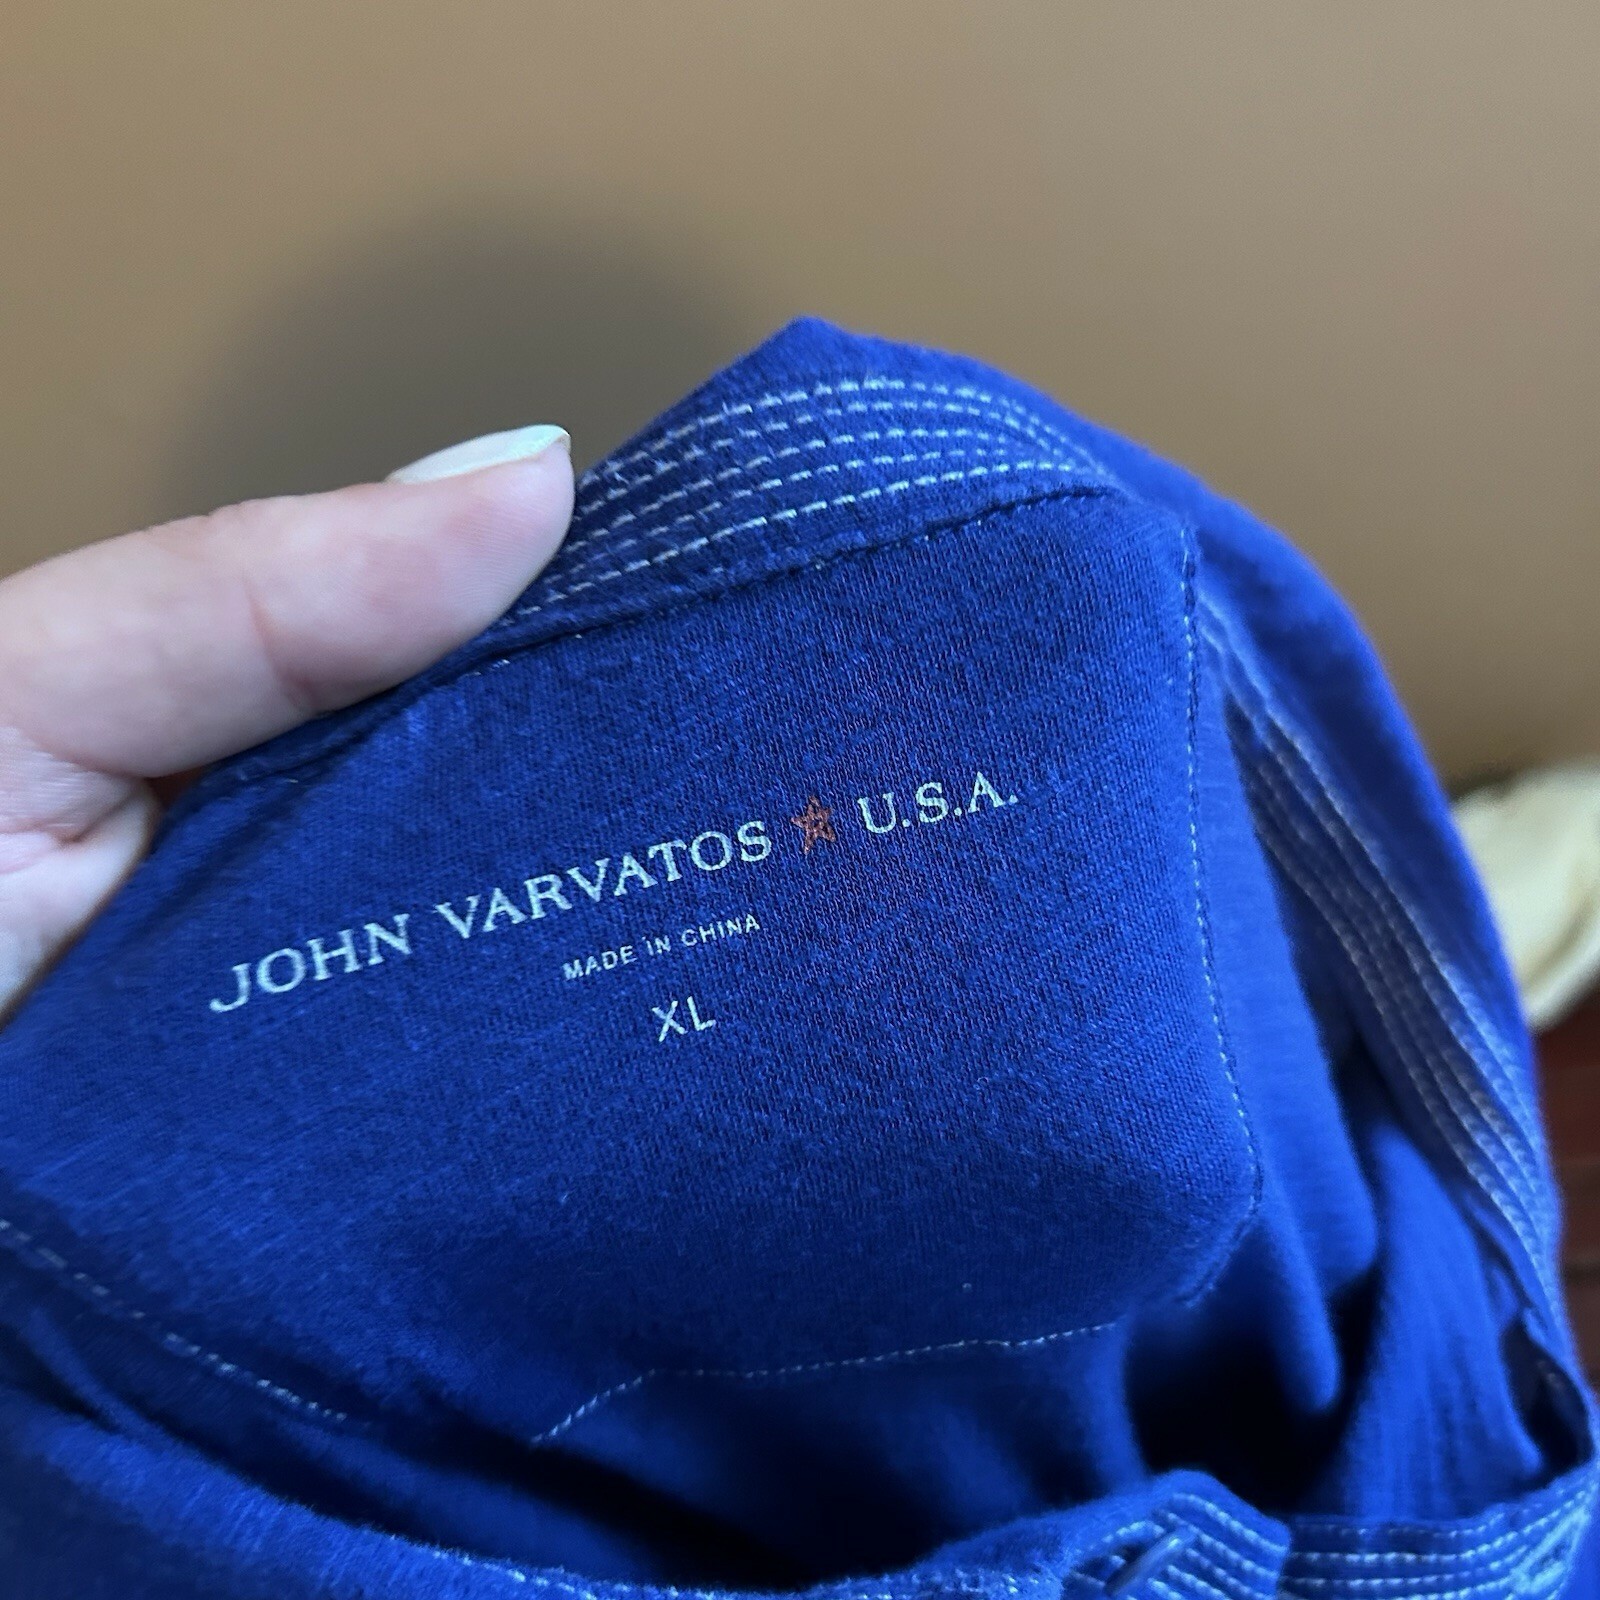 JOHN VARVATOS ★ U.S.A.
MADE IN CHINA
XL